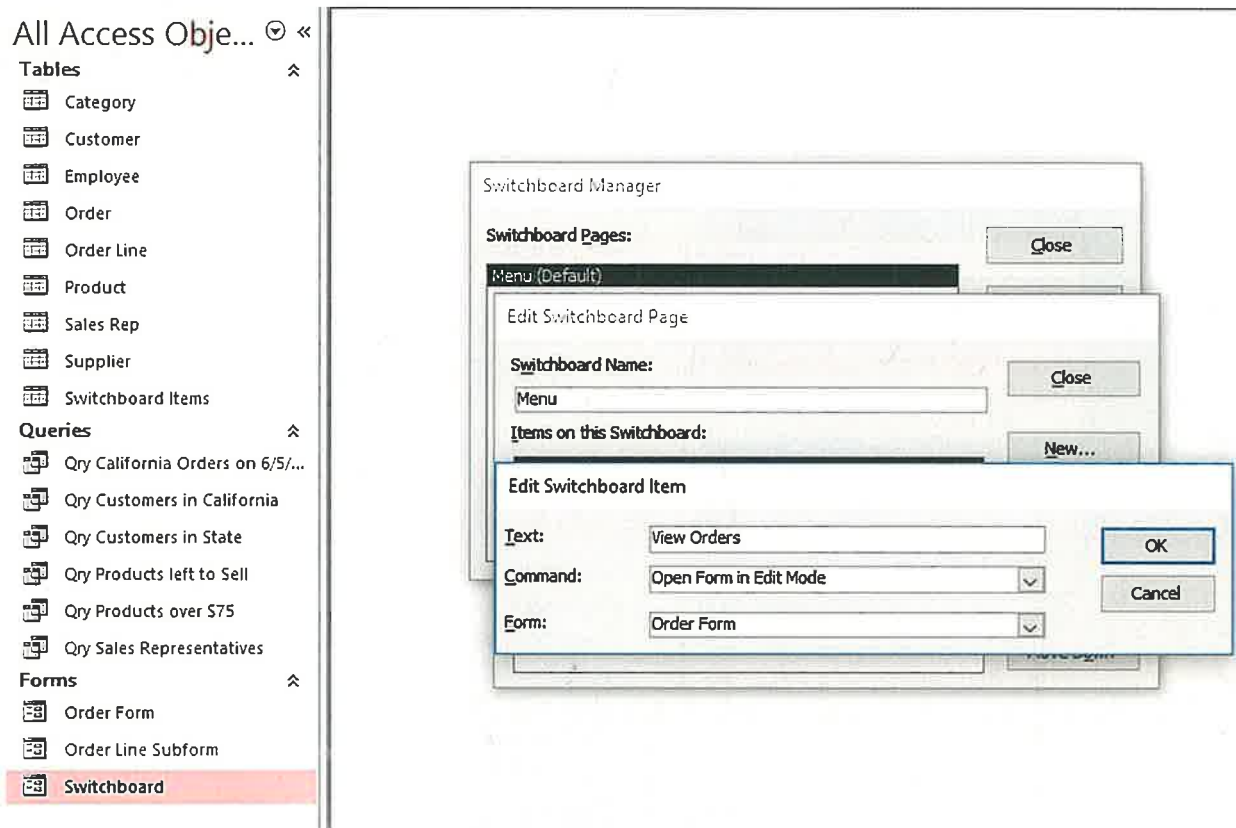 All Access Obje...
Tables
Category
Customer
Employee
Order
Order Line
Product
Sales Rep
Supplier
Switchboard Items
Queries
Qry California Orders on 6/5/...
Qry Customers in California
Qry Customers in State
Qry Products left to Sell
Qry Products over $75
Qry Sales Representatives
Forms
Order Form
Order Line Subform
Switchboard
Switchboard Manager
Switchboard Pages:
Close
Menu (Default)
Edit Switchboard Page
Switchboard Name:
Close
Menu
Items on this Switchboard:
New...
Edit Switchboard Item
Text:
View Orders
OK
Command:
Open Form in Edit Mode
Cancel
Form:
Order Form